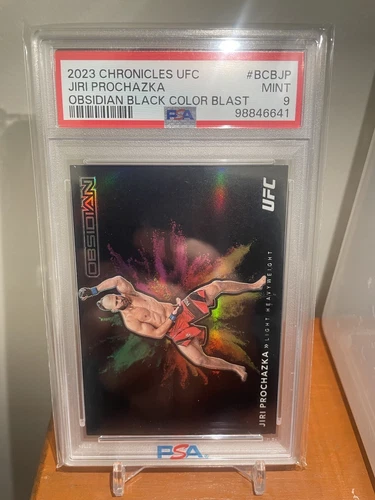 2023 CHRONICLES UFC #BCBJP
JIRI PROCHAZKA MINT
OBSIDIAN BLACK COLOR BLAST 9
PSA 98846641
OBSIDIAN
UFC
JIRI PROCHAZKA » LIGHT HEAVYWEIGHT
PSA